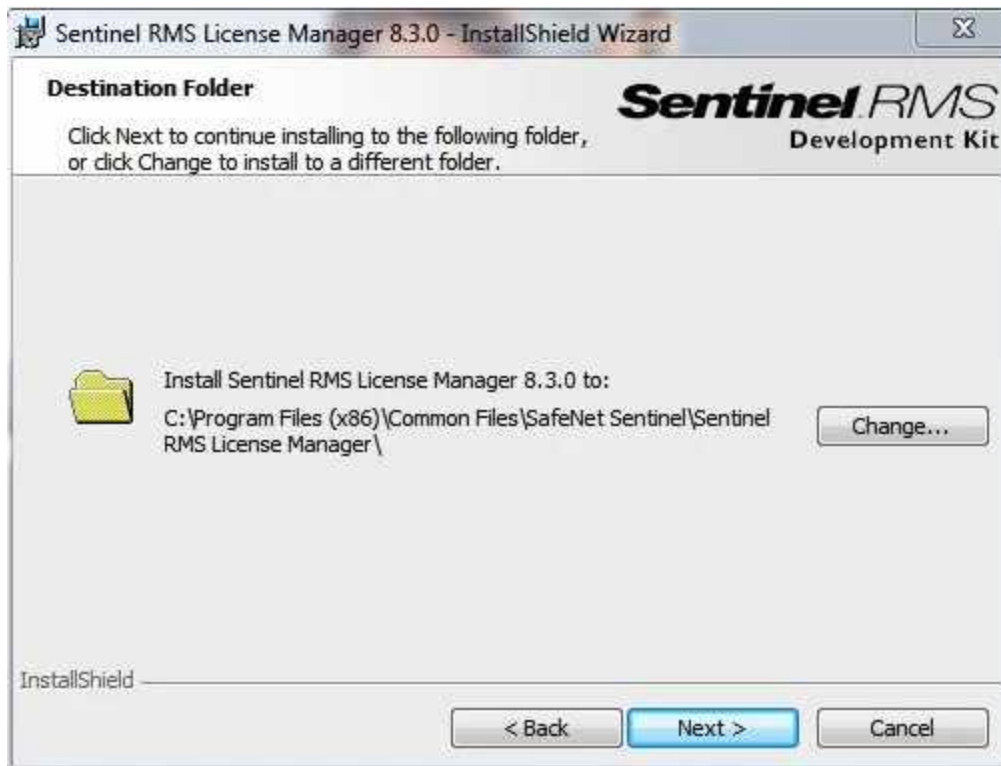 Sentinel RMS License Manager 8.3.0 - InstallShield Wizard
Destination Folder
Click Next to continue installing to the following folder,
or click Change to install to a different folder.
Sentinel RMS
Development Kit
Install Sentinel RMS License Manager 8.3.0 to:
C:\Program Files (x86)\Common Files\SafeNet Sentinel\Sentinel
RMS License Manager\
Change...
InstallShield
< Back
Next >
Cancel